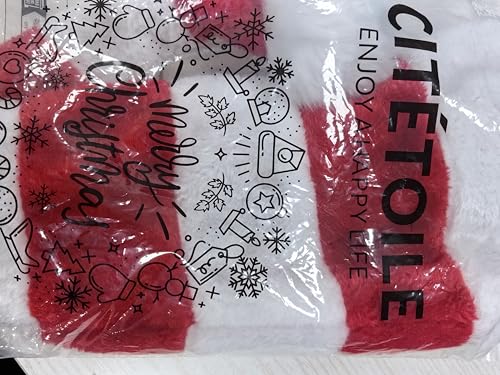 Merry
Christmas
CITÉTOILE
ENJOY A HAPPY LIFE